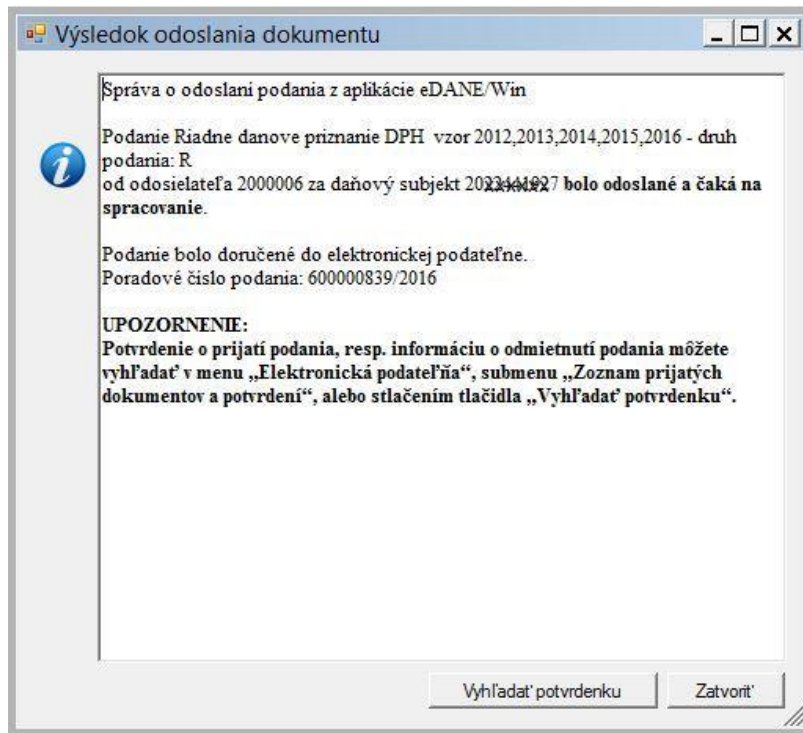 Výsledok odoslania dokumentu
Správa o odoslaní podania z aplikácie eDANE/Win
Podanie Riadne danove priznanie DPH vzor 2012,2013,2014,2015,2016 - druh
podania: R
od odosielateľa 2000006 za daňový subjekt bolo odoslané a čaká na
spracovanie.
Podanie bolo doručené do elektronickej podateľne.
Poradové číslo podania: 600000839/2016
UPOZORNENIE:
Potvrdenie o prijatí podania, resp. informáciu o odmietnutí podania môžete
vyhľadať v menu „Elektronická podateľňa“, submenu „Zoznam prijatých
dokumentov a potvrdení“, alebo stlačením tlačidla „Vyhľadať potvrdenku“.
Vyhľadať potvrdenku
Zatvoriť